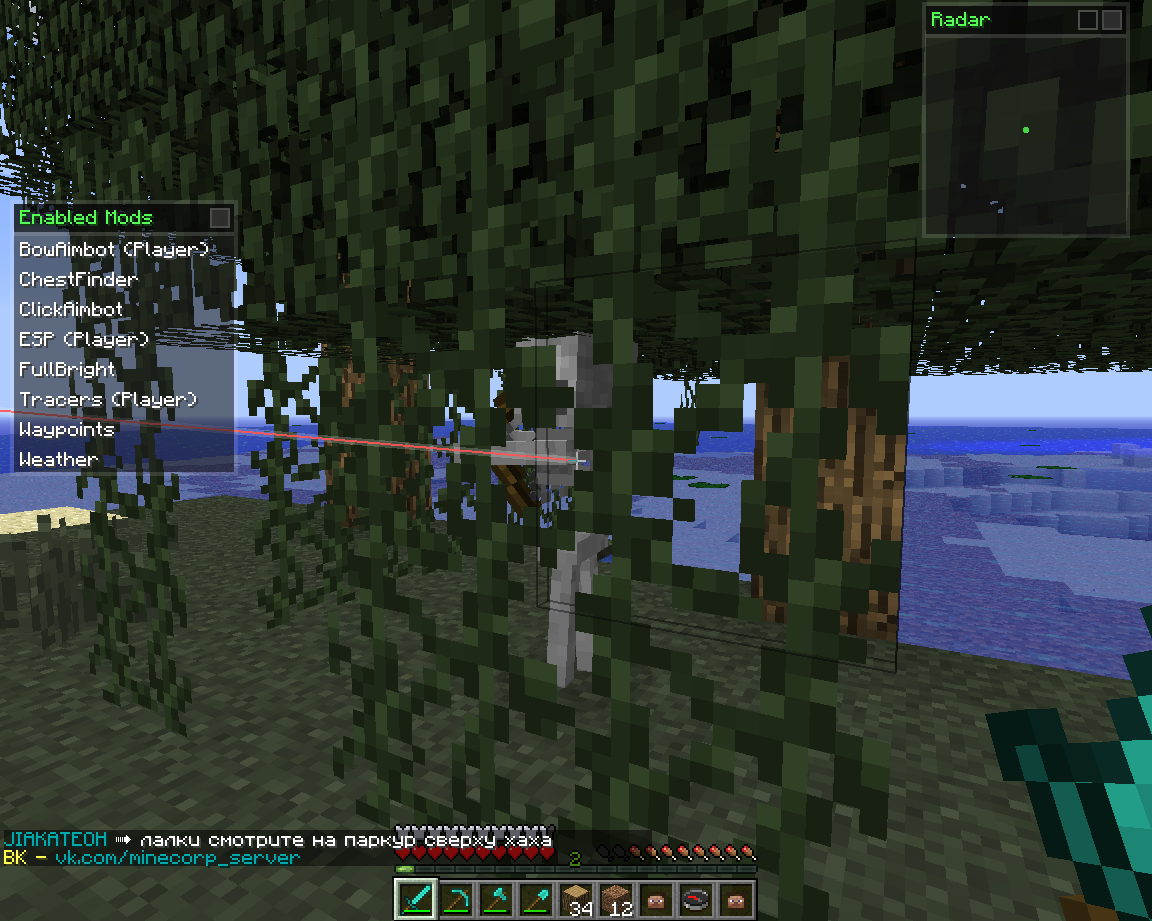 Radar
Enabled Mods
BowAimbot (Player)
ChestFinder
ClickAimbot
ESP (Player)
FullBright
Tracers (Player)
Waypoints
Weather
JIAKATEOH ➠ лалки смотрите на паркур сверху хаха
ВК - vk.com/minecorp_server
2
34 12